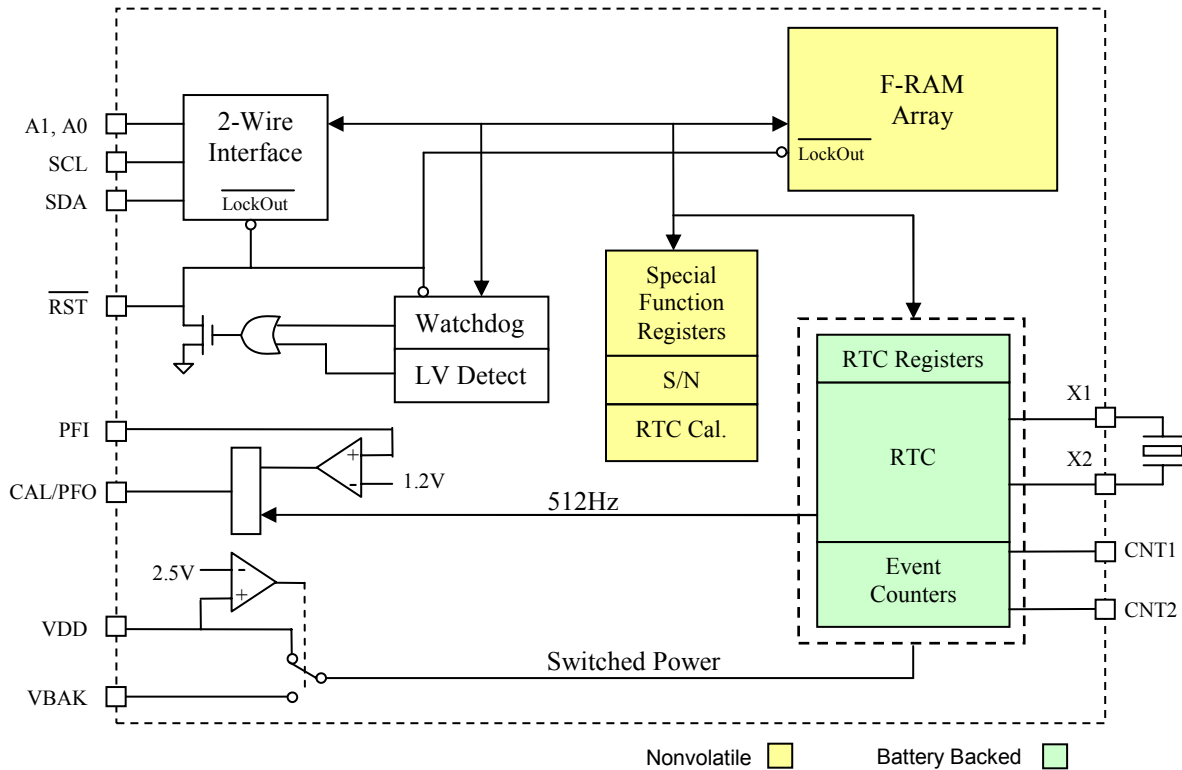 A1, A0
SCL
SDA
RST
PFI
CAL/PFO
VDD
VBAK
2-Wire
Interface
LockOut
F-RAM
Array
LockOut
Watchdog
LV Detect
Special
Function
Registers
S/N
RTC Cal.
RTC Registers
RTC
Event
Counters
X1
X2
CNT1
CNT2
+
-
1.2V
512Hz
2.5V
-
+
Switched Power
Nonvolatile
Battery Backed